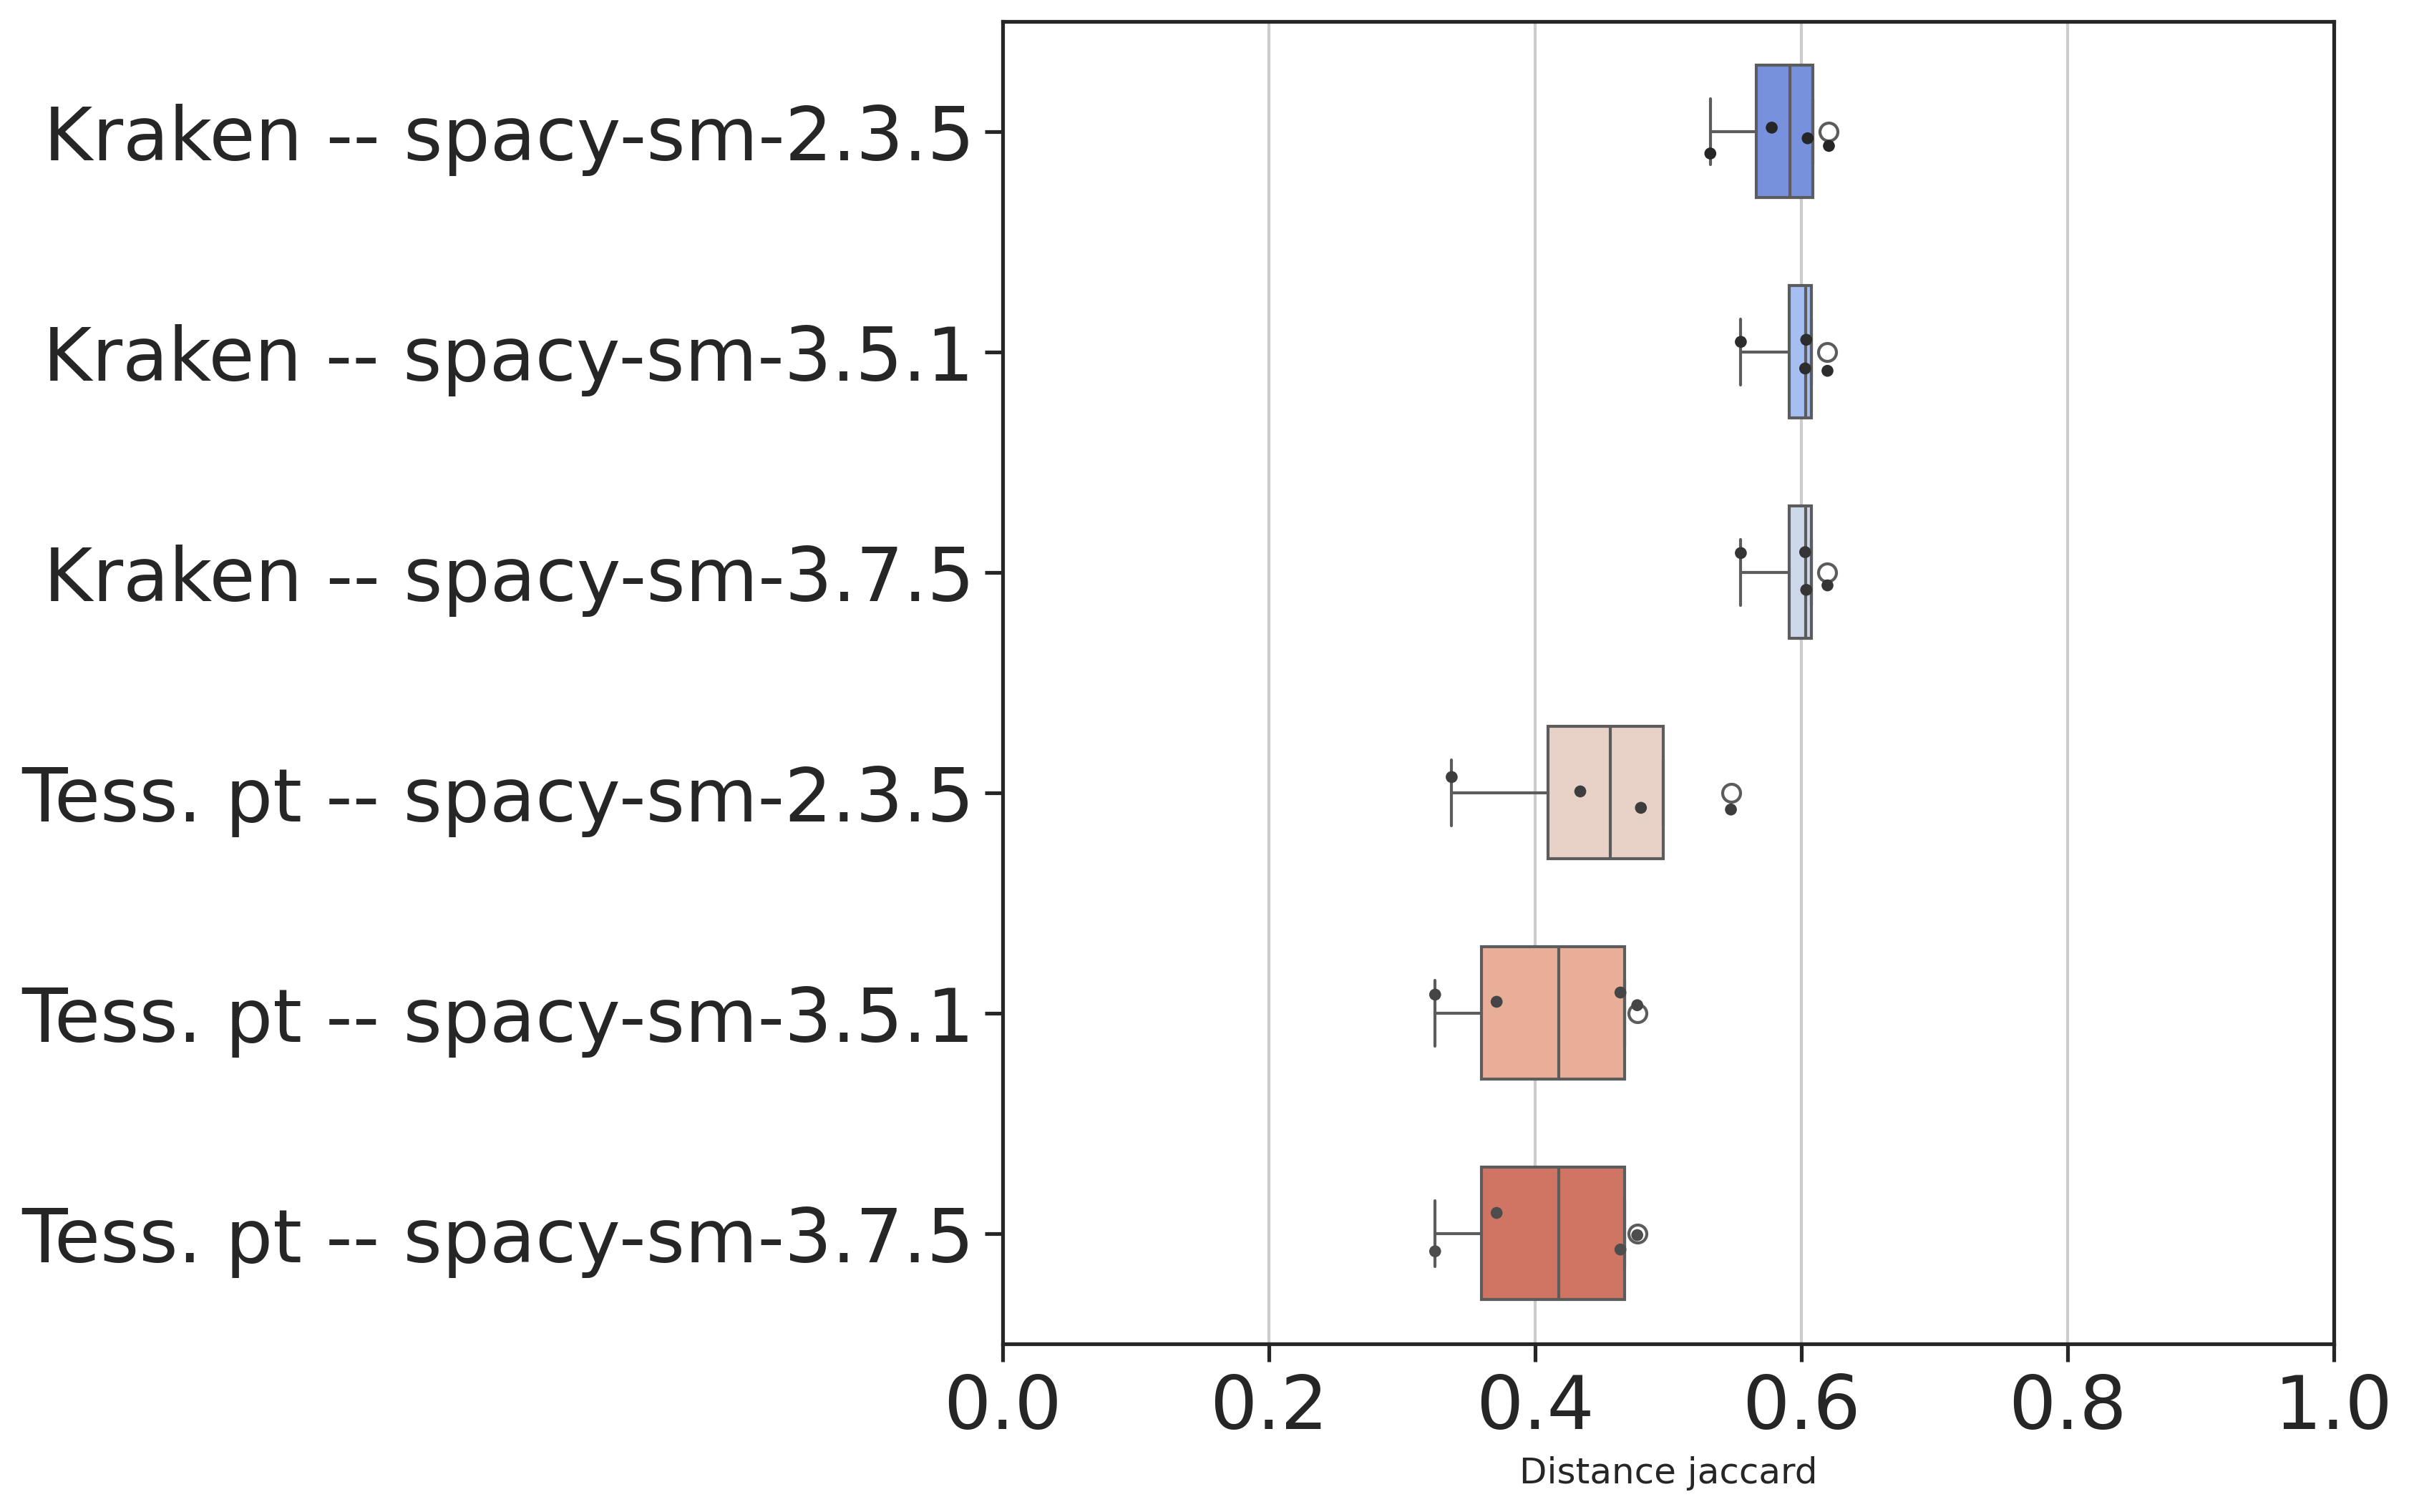 Kraken -- spacy-sm-2.3.5
Kraken -- spacy-sm-3.5.1
Kraken -- spacy-sm-3.7.5
Tess. pt -- spacy-sm-2.3.5
Tess. pt -- spacy-sm-3.5.1
Tess. pt -- spacy-sm-3.7.5
0.0 0.2 0.4 0.6 0.8 1.0
Distance jaccard